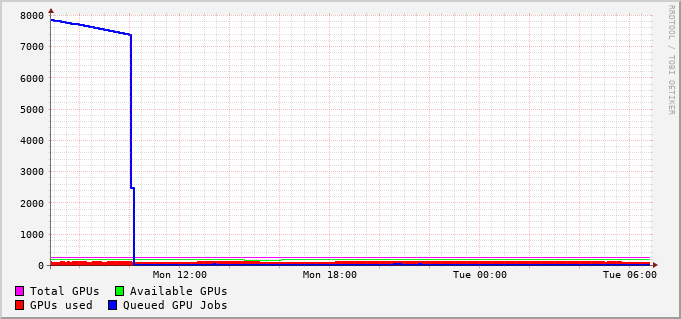 8000
7000
6000
5000
4000
3000
2000
1000
0
Mon 12:00 Mon 18:00 Tue 00:00 Tue 06:00
Total GPUs Available GPUs
GPUs used Queued GPU Jobs
RRDTOOL / TOBI OETIKER